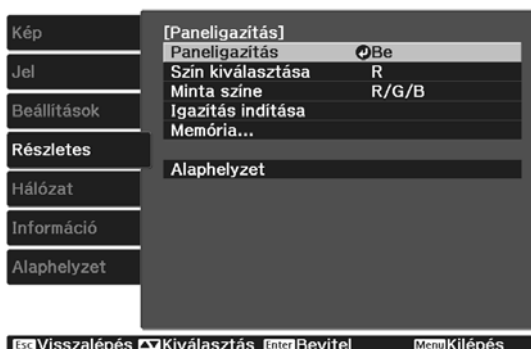 Kép
Jel
Beállítások
Részletes
Hálózat
Információ
Alaphelyzet
[Paneligazítás]
Paneligazítás Be
Szín kiválasztása R
Minta színe R/G/B
Igazítás indítása
Memória...
Alaphelyzet
Esc Visszalépés Kiválasztás Enter Bevitel Menu Kilépés